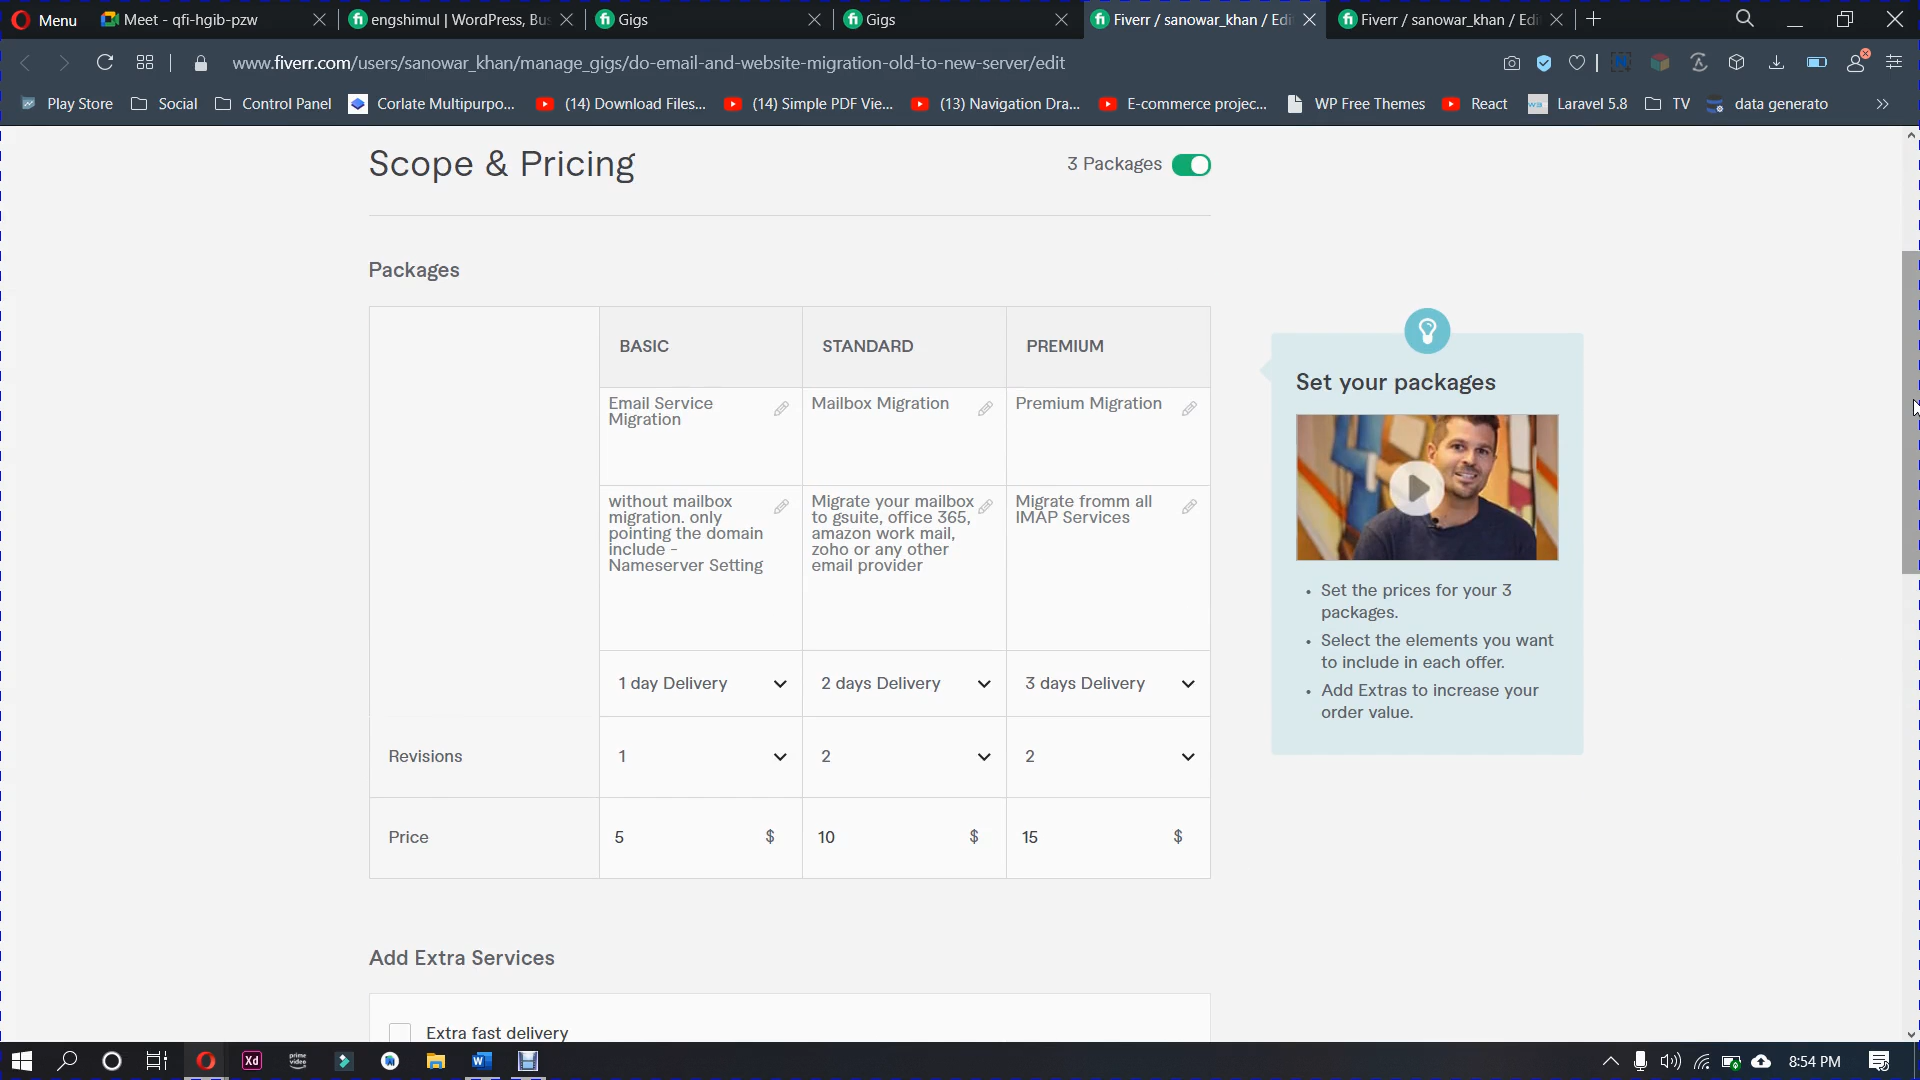 Menu
Meet - qfi-hgib-pzw
engshimul | WordPress, Bus
Gigs
Gigs
Fiverr / sanowar_khan / Edi
Fiverr / sanowar_khan / Edi
www.fiverr.com/users/sanowar_khan/manage_gigs/do-email-and-website-migration-old-to-new-server/edit
Play Store
Social
Control Panel
Corlate Multipurpo...
(14) Download Files...
(14) Simple PDF Vie...
(13) Navigation Dra...
E-commerce projec...
WP Free Themes
React
Laravel 5.8
TV
data generato
Scope & Pricing
3 Packages
Packages
BASIC
STANDARD
PREMIUM
Email Service
Migration
Mailbox Migration
Premium Migration
without mailbox
migration. only
pointing the domain
include -
Nameserver Setting
Migrate your mailbox
to gsuite, office 365,
amazon work mail,
zoho or any other
email provider
Migrate fromm all
IMAP Services
1 day Delivery
2 days Delivery
3 days Delivery
Revisions
1
2
2
Price
5 $
10 $
15 $
Set your packages
• Set the prices for your 3
packages.
• Select the elements you want
to include in each offer.
• Add Extras to increase your
order value.
Add Extra Services
Extra fast delivery
Xd
prime
video
8:54 PM